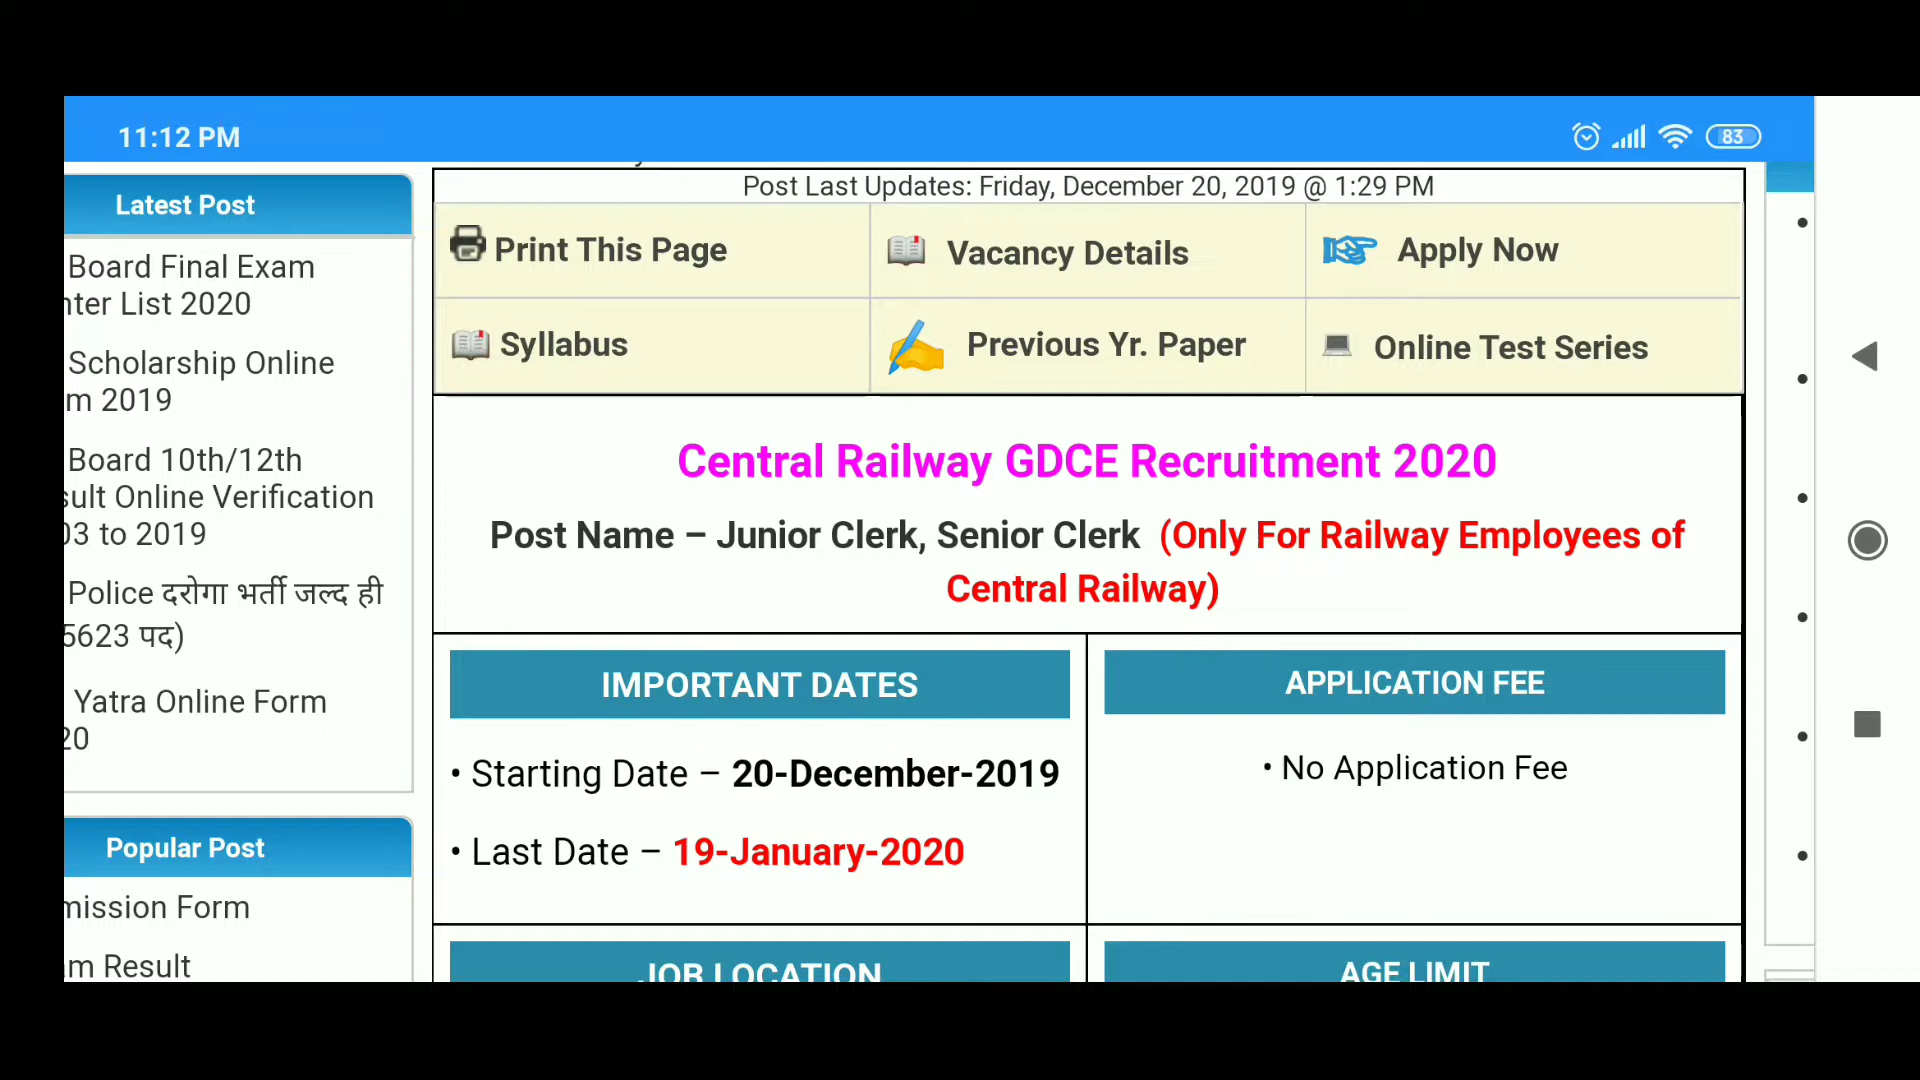 11:12 PM
83
Latest Post
Board Final Exam
nter List 2020
Scholarship Online
m 2019
Board 10th/12th
sult Online Verification
03 to 2019
Police दरोगा भर्ती जल्द ही
5623 पद)
Yatra Online Form
20
Popular Post
mission Form
m Result
Post Last Updates: Friday, December 20, 2019 @ 1:29 PM
Print This Page
Vacancy Details
Apply Now
Syllabus
Previous Yr. Paper
Online Test Series
Central Railway GDCE Recruitment 2020
Post Name – Junior Clerk, Senior Clerk (Only For Railway Employees of
Central Railway)
IMPORTANT DATES
• Starting Date – 20-December-2019
• Last Date – 19-January-2020
APPLICATION FEE
• No Application Fee
JOB LOCATION
AGE LIMIT